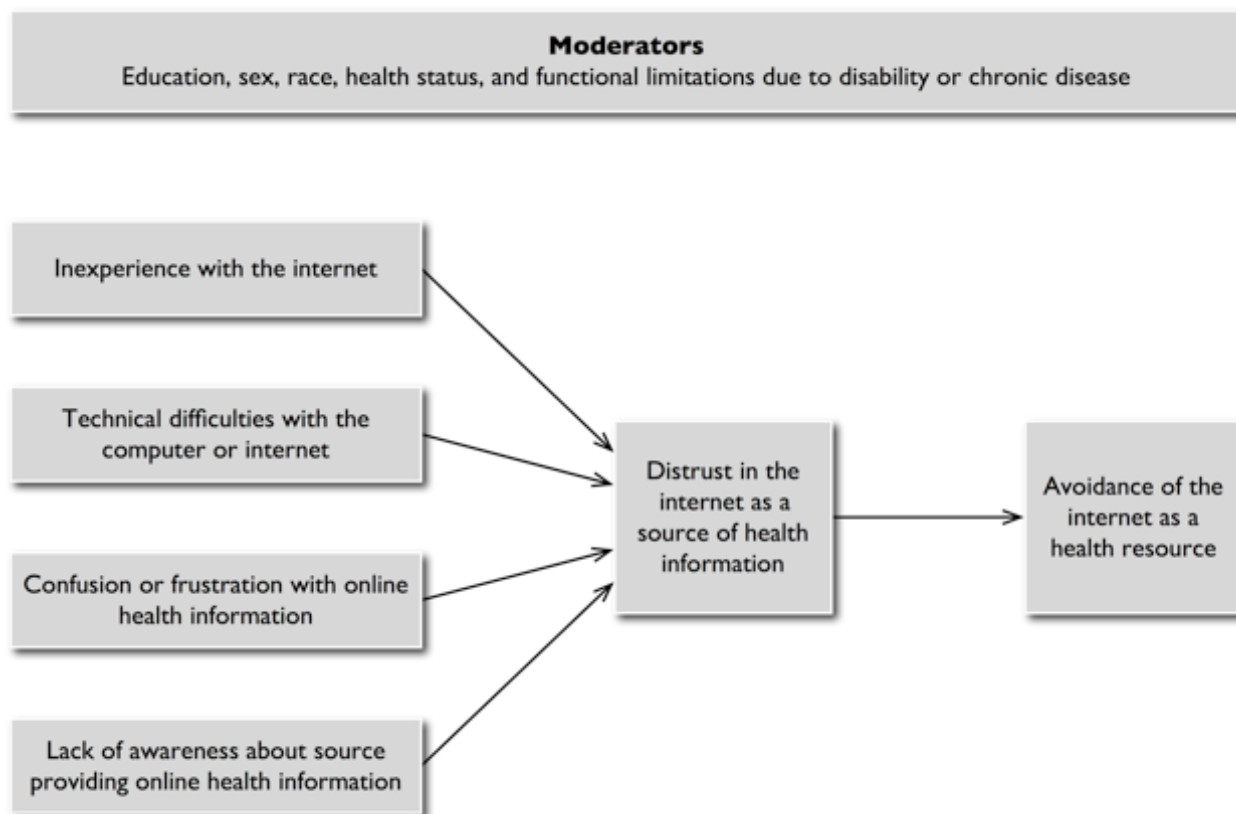 Moderators
Education, sex, race, health status, and functional limitations due to disability or chronic disease
Inexperience with the internet
Technical difficulties with the
computer or internet
Confusion or frustration with online
health information
Lack of awareness about source
providing online health information
Distrust in the
internet as a
source of health
information
Avoidance of the
internet as a
health resource